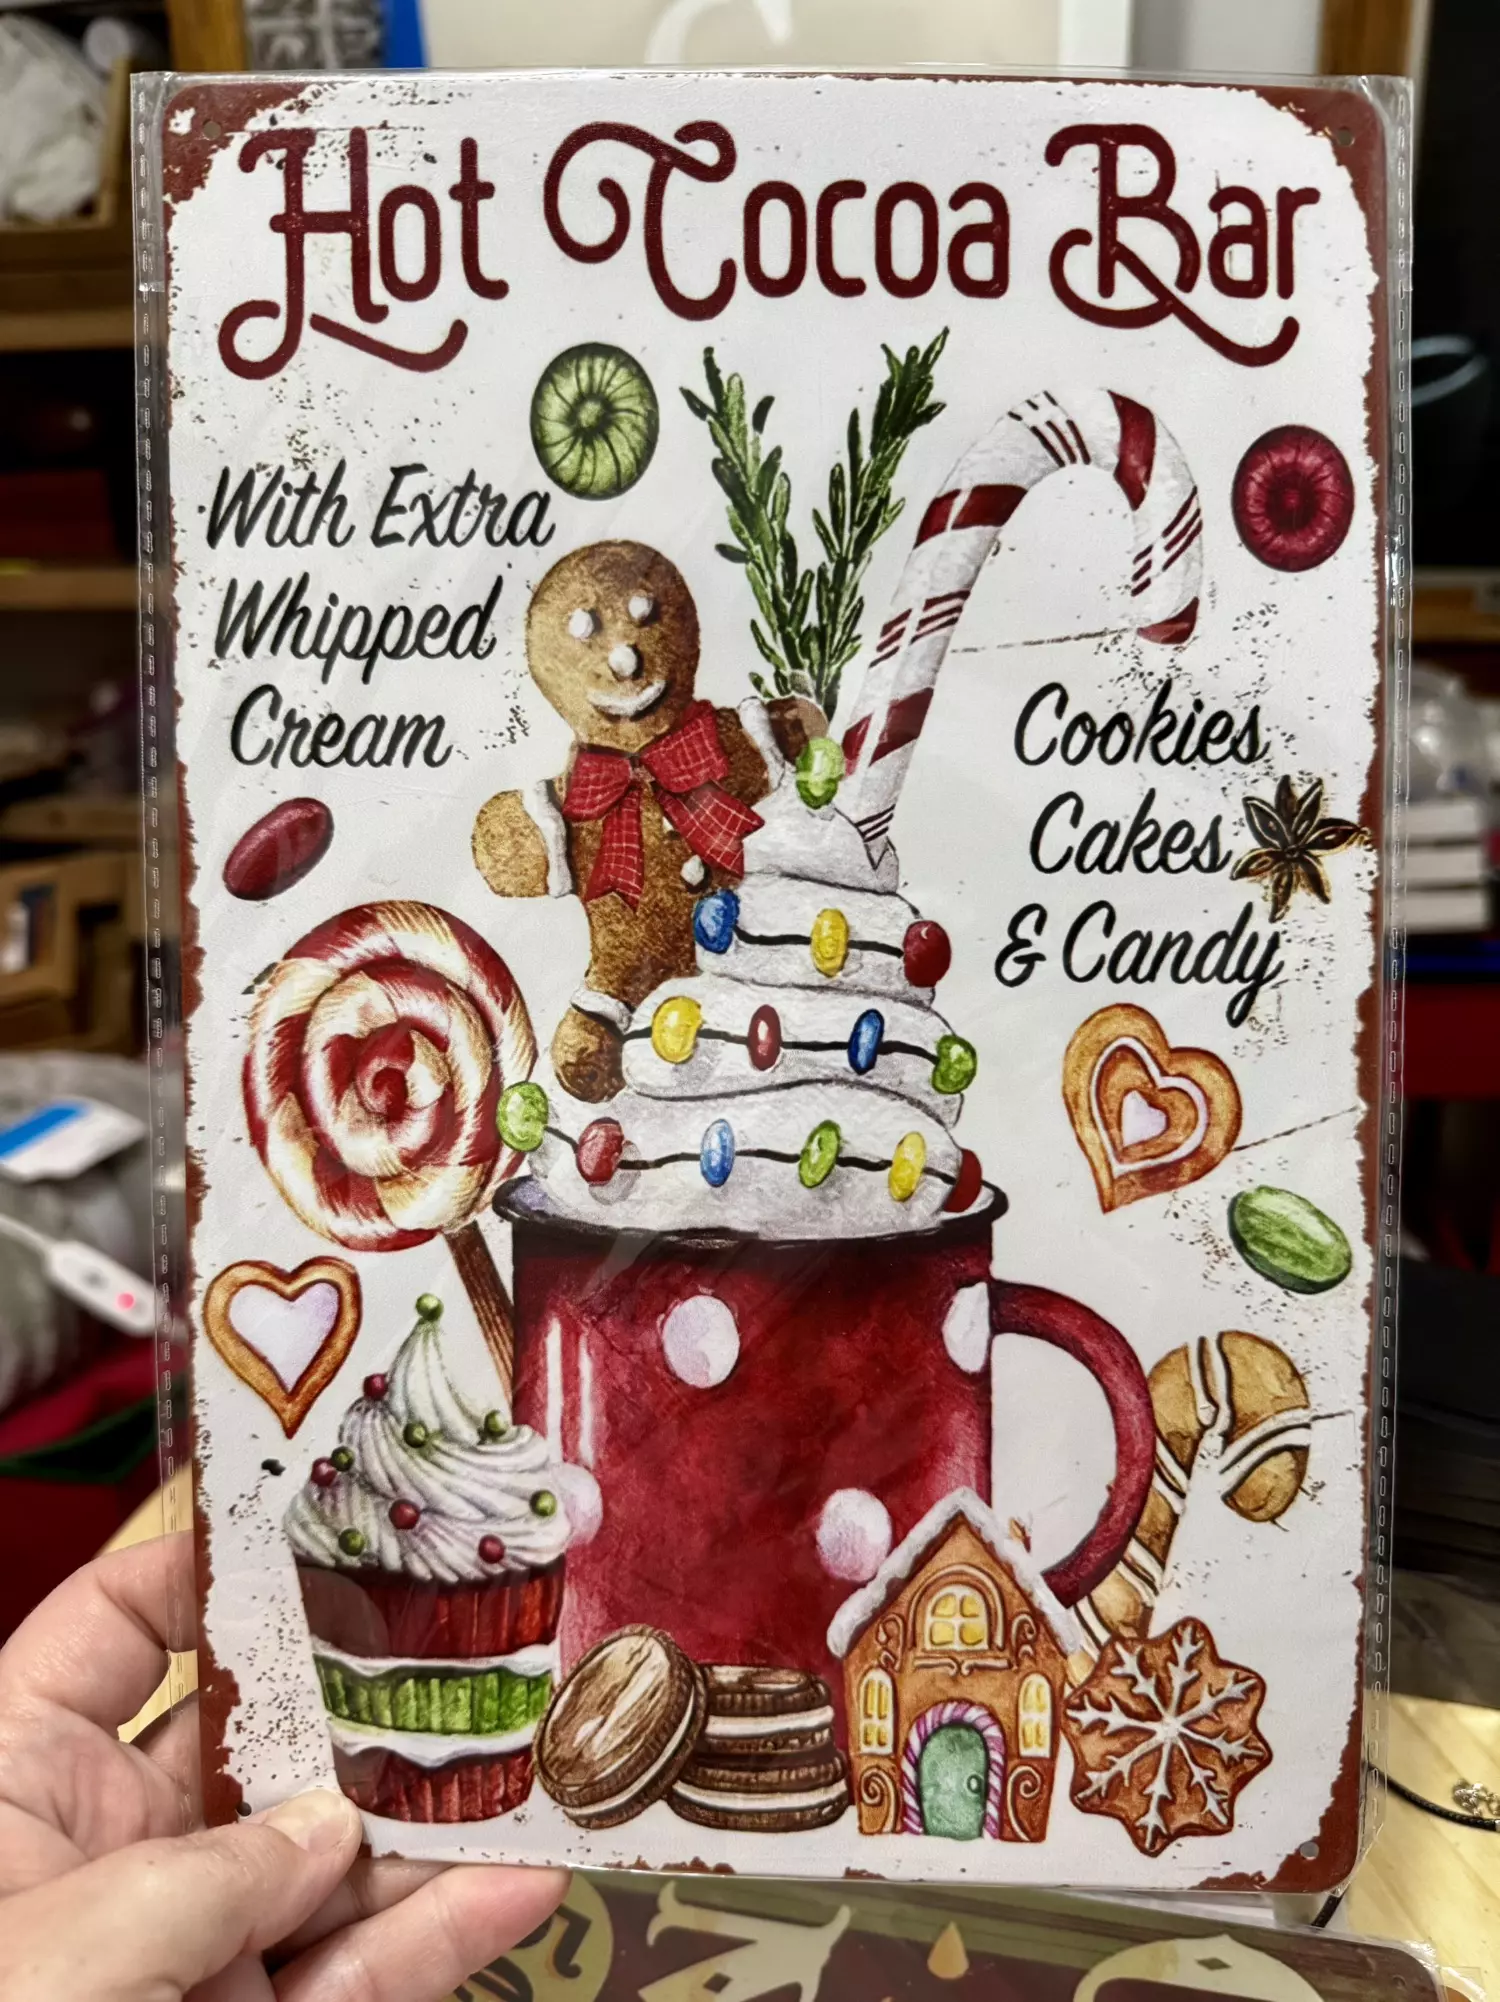 Hot Cocoa Bar
With Extra
Whipped
Cream
Cookies
Cakes
& Candy